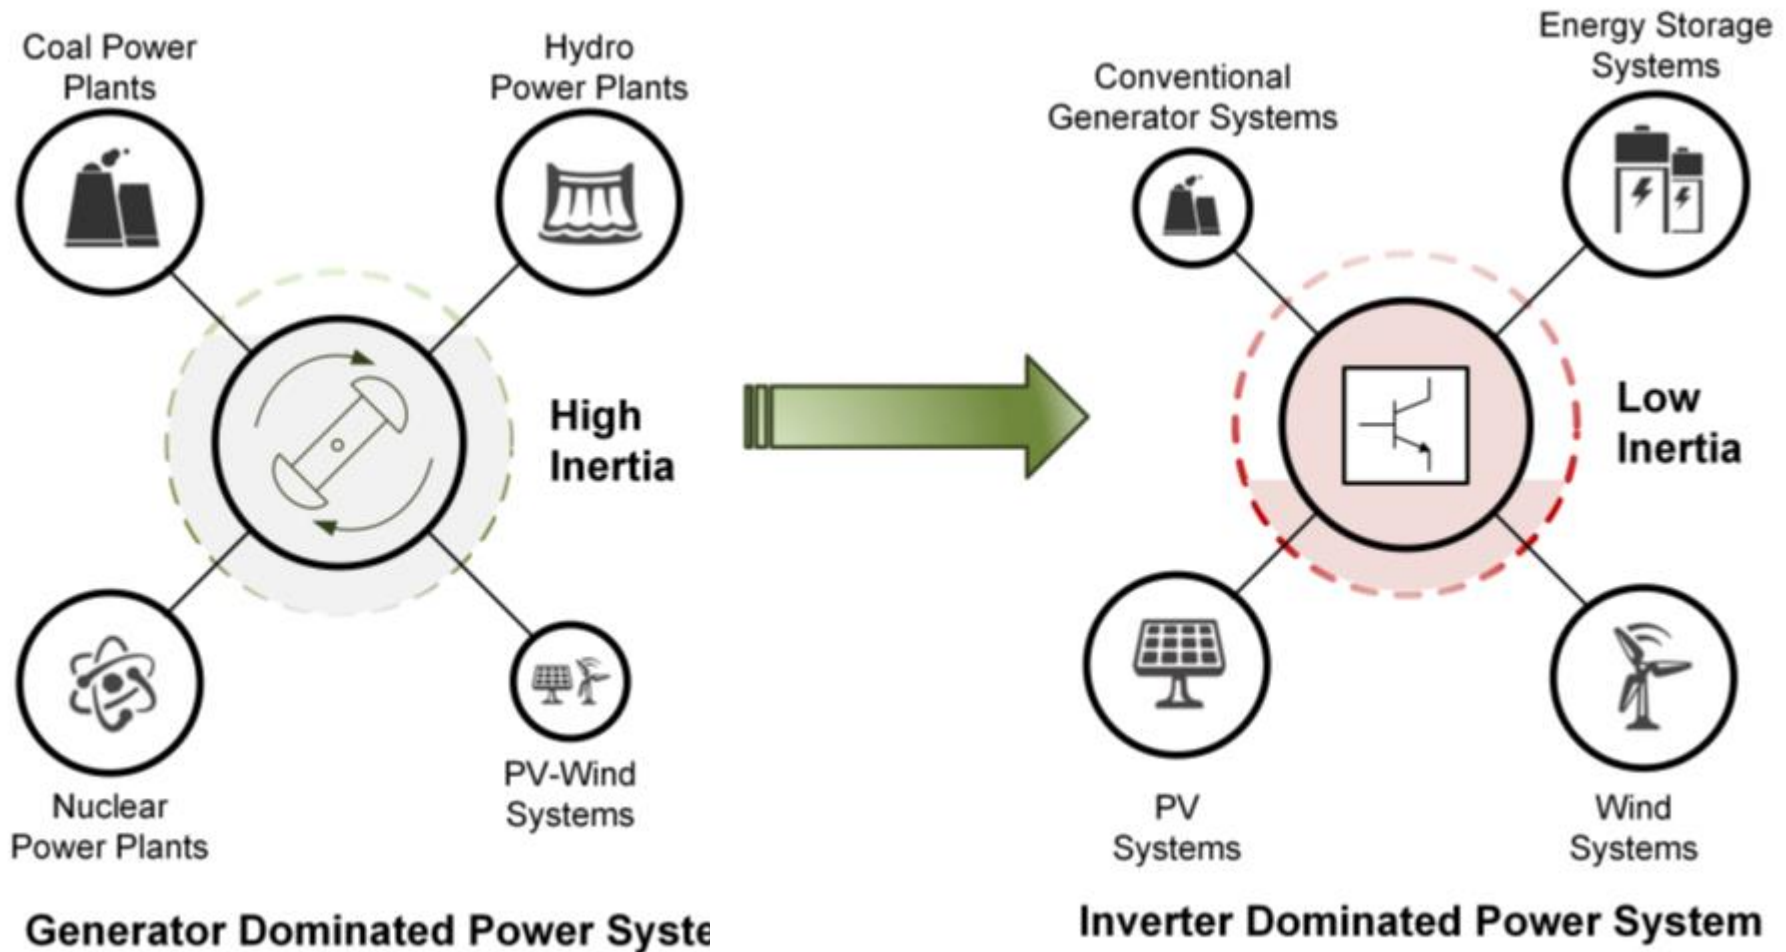 Coal Power
Plants
Hydro
Power Plants
High
Inertia
Nuclear
Power Plants
PV-Wind
Systems
Generator Dominated Power Syste
Conventional
Generator Systems
Energy Storage
Systems
Low
Inertia
PV
Systems
Wind
Systems
Inverter Dominated Power System